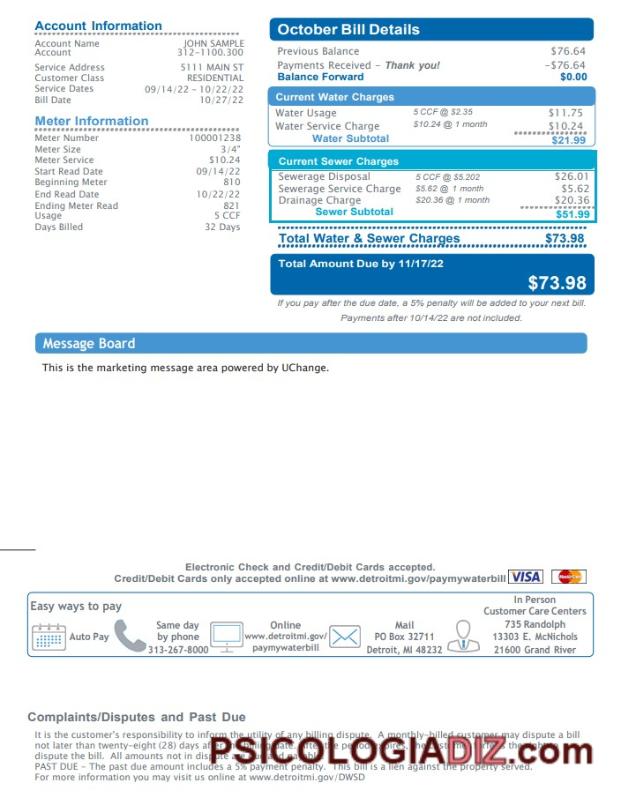 Account Information
Account Name JOHN SAMPLE
Account 312-1100.300
Service Address 5111 MAIN ST
Customer Class RESIDENTIAL
Service Dates 09/14/22 – 10/22/22
Bill Date 10/27/22
Meter Information
Meter Number 100001238
Meter Size 3/4"
Meter Service $10.24
Start Read Date 09/14/22
Beginning Meter 810
End Read Date 10/22/22
Ending Meter Read 821
Usage 5 CCF
Days Billed 32 Days
October Bill Details
Previous Balance $76.64
Payments Received – Thank you! –$76.64
Balance Forward $0.00
Current Water Charges
Water Usage 5 CCF @ $2.35 $11.75
Water Service Charge $10.24 @ 1 month $10.24
Water Subtotal $21.99
Current Sewer Charges
Sewerage Disposal 5 CCF @ $5.202 $26.01
Sewerage Service Charge $5.62 @ 1 month $5.62
Drainage Charge $20.36 @ 1 month $20.36
Sewer Subtotal $51.99
Total Water & Sewer Charges $73.98
Total Amount Due by 11/17/22
$73.98
If you pay after the due date, a 5% penalty will be added to your next bill.
Payments after 10/14/22 are not included.
Message Board
This is the marketing message area powered by UChange.
Electronic Check and Credit/Debit Cards accepted.
Credit/Debit Cards only accepted online at www.detroitmi.gov/paymywaterbill VISA MasterCard
Easy ways to pay
Auto Pay
Same day
by phone
313-267-8000
Online
www.detroitmi.gov/
paymywaterbill
Mail
PO Box 32711
Detroit, MI 48232
In Person
Customer Care Centers
735 Randolph
13303 E. McNichols
21600 Grand River
Complaints/Disputes and Past Due
It is the customer's responsibility to inform the utility of any billing dispute. A monthly-billed customer may dispute a bill
not later than twenty-eight (28) days after
dispute the bill. All amounts not in dispute are
PAST DUE – The past due amount includes a 5% payment penalty. This bill is a lien against the property served.
For more information you may visit us online at www.detroitmi.gov/DWSD
PSICOLOGIADIZ.com